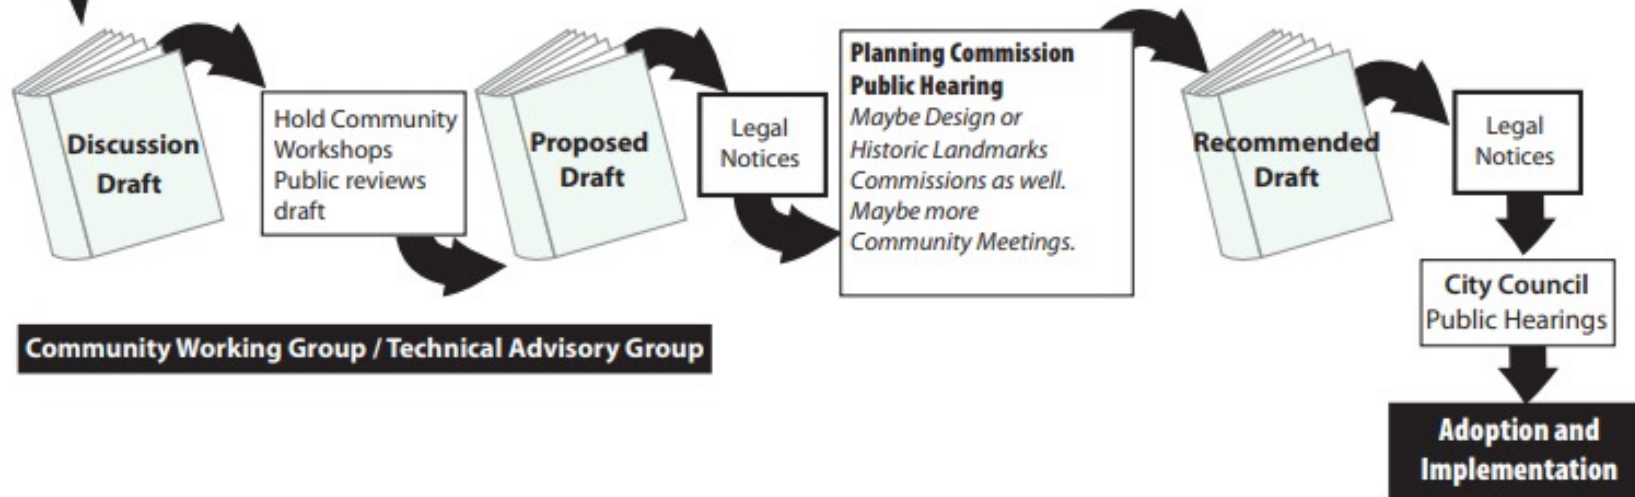 Discussion
Draft
Hold Community
Workshops
Public reviews
draft
Proposed
Draft
Legal
Notices
Planning Commission
Public Hearing
Maybe Design or
Historic Landmarks
Commissions as well.
Maybe more
Community Meetings.
Recommended
Draft
Legal
Notices
City Council
Public Hearings
Adoption and
Implementation
Community Working Group / Technical Advisory Group